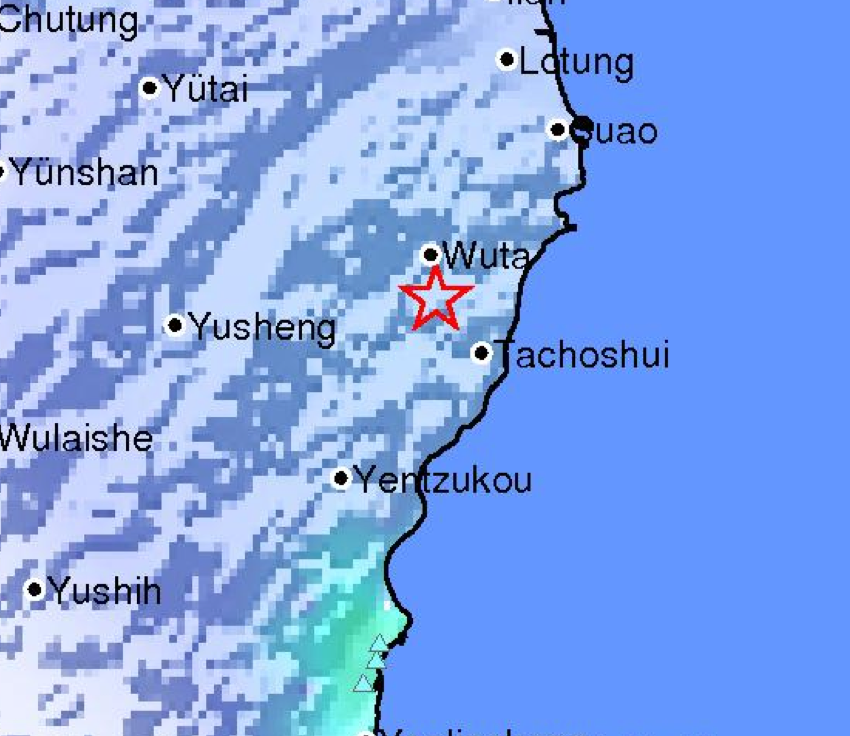 Chutung
Lotung
Yütai
Suao
Yünshan
Wuta
Yusheng
Tachoshui
Wulaishe
Yentzukou
Yushih